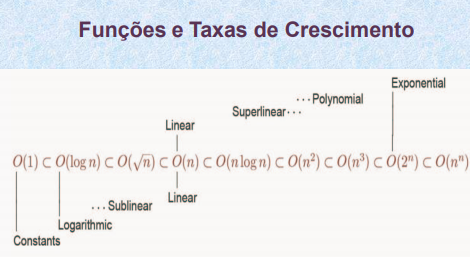 Funções e Taxas de Crescimento
Exponential
··· Polynomial
Superlinear ···
Linear
O(1) ⊂ O(log n) ⊂ O(√n) ⊂ O(n) ⊂ O(n log n) ⊂ O(n²) ⊂ O(n³) ⊂ O(2ⁿ) ⊂ O(nⁿ)
Linear
··· Sublinear
Logarithmic
Constants